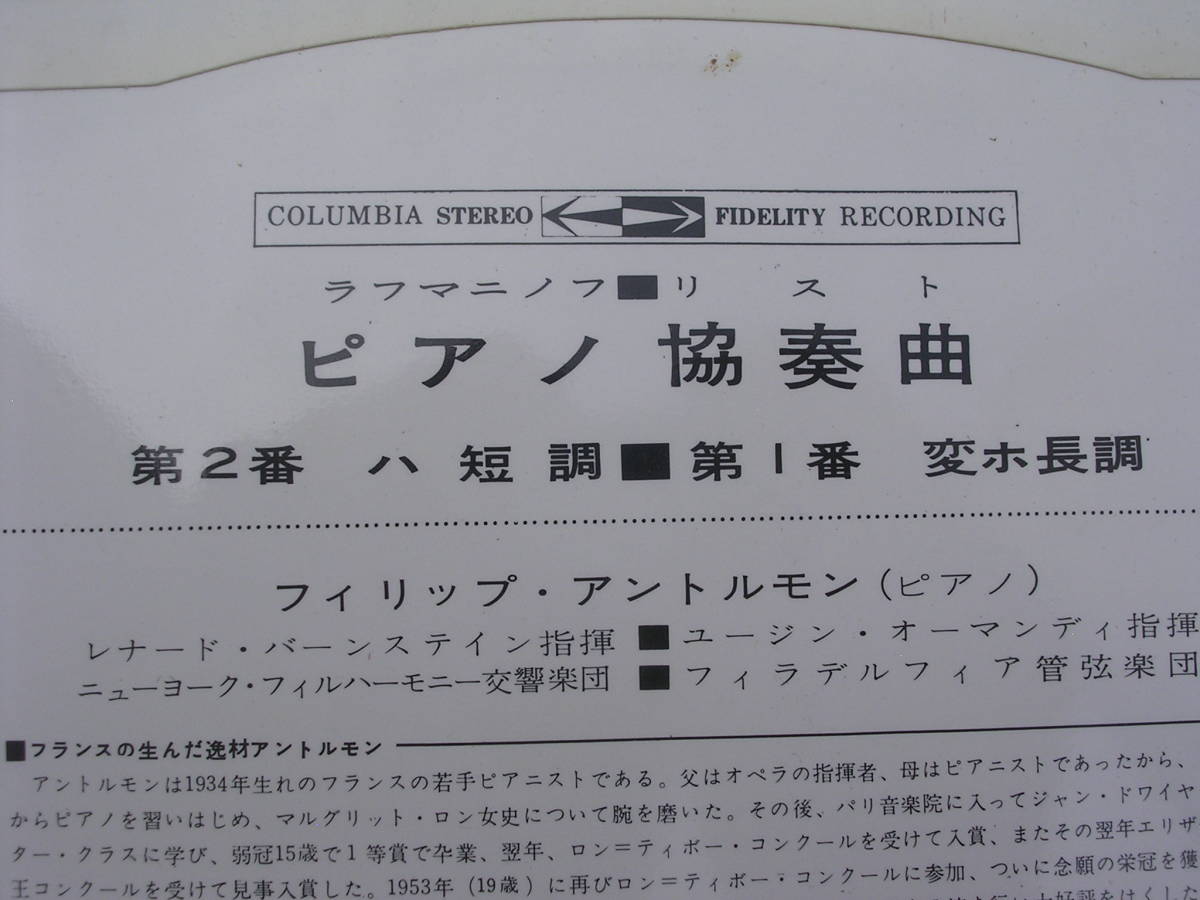 COLUMBIA STEREO FIDELITY RECORDING
ラフマニノフ■リスト
ピアノ協奏曲
第2番 ハ短調■第1番 変ホ長調
フィリップ・アントルモン(ピアノ)
レナード・バーンステイン指揮■ユージン・オーマンディ指揮
ニューヨーク・フィルハーモニー交響楽団■フィラデルフィア管弦楽団
■フランスの生んだ逸材アントルモン
アントルモンは1934年生れのフランスの若手ピアニストである。父はオペラの指揮者、母はピアニストであったから、
からピアノを習いはじめ、マルグリット・ロン女史について腕を磨いた。その後、パリ音楽院に入ってジャン・ドワイヤ
ター・クラスに学び、弱冠15歳で1等賞で卒業、翌年、ロン=ティボー・コンクールを受けて入賞、またその翌年エリザ
王コンクールを受けて見事入賞した。1953年(19歳)に再びロン=ティボー・コンクールに参加、ついに念願の栄冠を獲